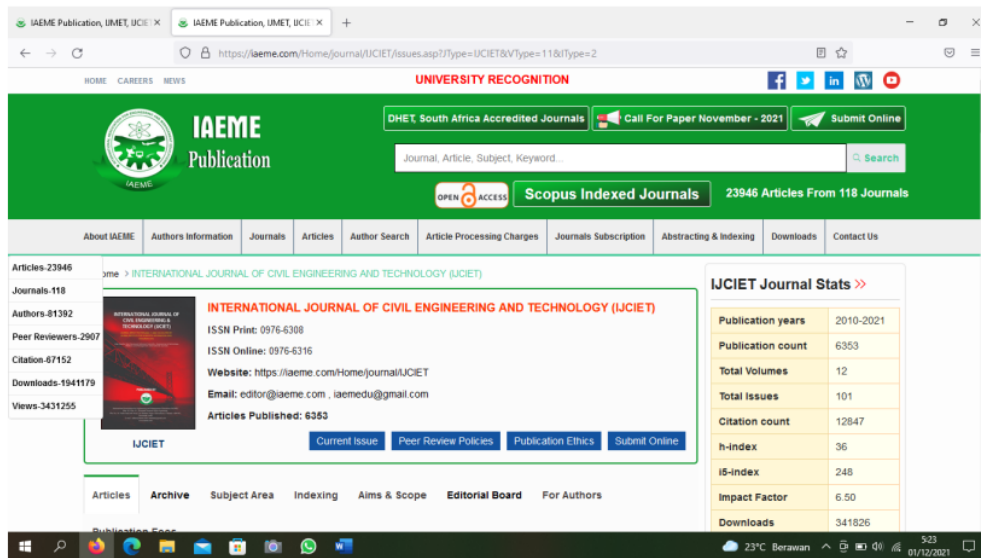 IAEME Publication, IJMET, IJCIET
IAEME Publication, IJMET, IJCIET
https://iaeme.com/Home/journal/IJCIET/issues.asp?JType=IJCIET&VType=11&IType=2
HOME CAREERS NEWS
UNIVERSITY RECOGNITION
IAEME
Publication
IAEME
DHET, South Africa Accredited Journals
Call For Paper November - 2021
Submit Online
Journal, Article, Subject, Keyword...
Search
OPEN ACCESS
Scopus Indexed Journals
23946 Articles From 118 Journals
About IAEME Authors Information Journals Articles Author Search Article Processing Charges Journals Subscription Abstracting & Indexing Downloads Contact Us
Articles-23946
Journals-118
Authors-81392
Peer Reviewers-2907
Citation-67152
Downloads-1941179
Views-3431255
ome > INTERNATIONAL JOURNAL OF CIVIL ENGINEERING AND TECHNOLOGY (IJCIET)
INTERNATIONAL JOURNAL OF
CIVIL ENGINEERING &
TECHNOLOGY (IJCIET)
IJCIET
INTERNATIONAL JOURNAL OF CIVIL ENGINEERING AND TECHNOLOGY (IJCIET)
ISSN Print: 0976-6308
ISSN Online: 0976-6316
Website: https://iaeme.com/Home/journal/IJCIET
Email: editor@iaeme.com , iaemedu@gmail.com
Articles Published: 6353
Current Issue Peer Review Policies Publication Ethics Submit Online
Articles Archive Subject Area Indexing Aims & Scope Editorial Board For Authors
IJCIET Journal Stats >>
Publication years 2010-2021
Publication count 6353
Total Volumes 12
Total Issues 101
Citation count 12847
h-index 36
i5-index 248
Impact Factor 6.50
Downloads 341826
23°C Berawan
5:23
01/12/2021